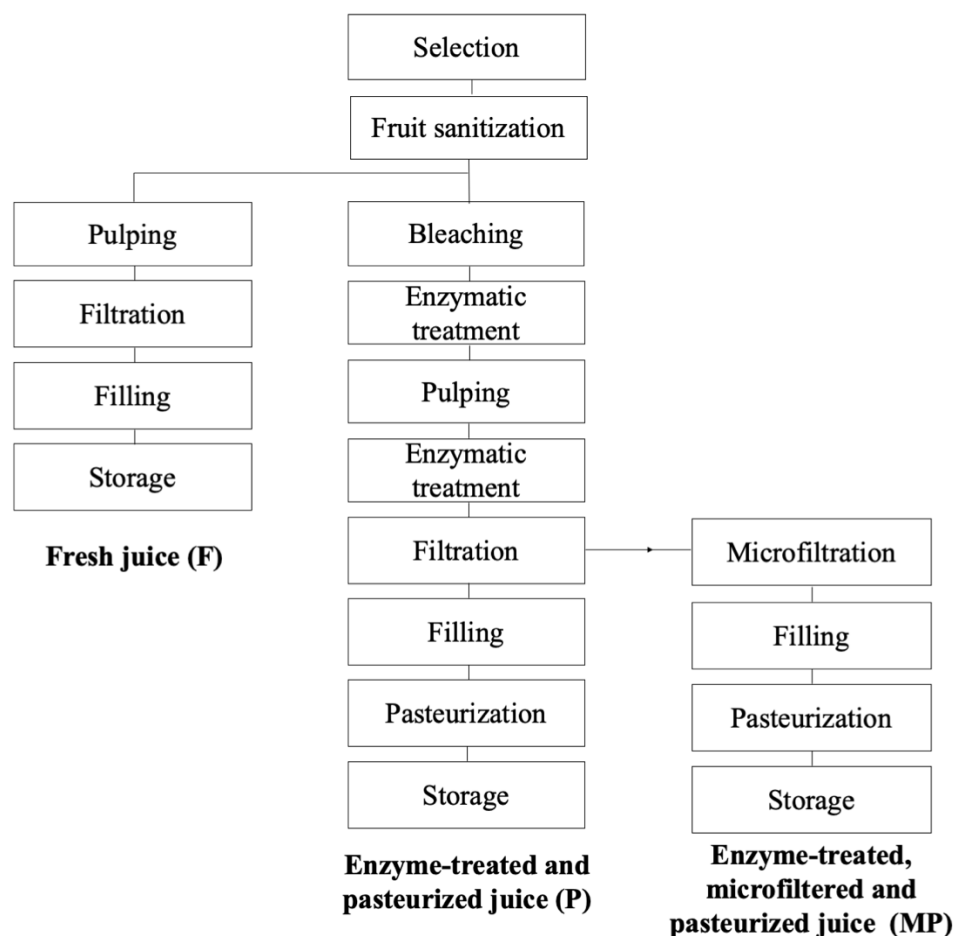 Selection
Fruit sanitization
Pulping
Filtration
Filling
Storage
Fresh juice (F)
Bleaching
Enzymatic
treatment
Pulping
Enzymatic
treatment
Filtration
Filling
Pasteurization
Storage
Enzyme-treated and
pasteurized juice (P)
Microfiltration
Filling
Pasteurization
Storage
Enzyme-treated,
microfiltered and
pasteurized juice (MP)